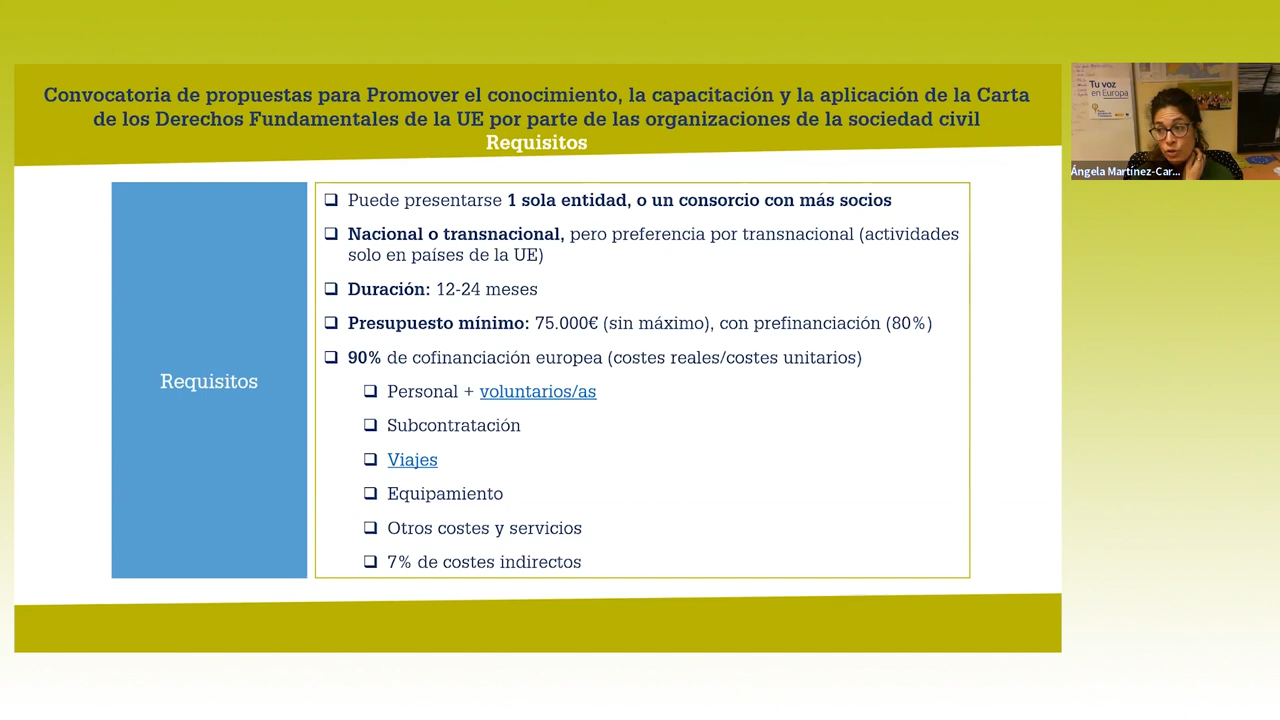 Convocatoria de propuestas para Promover el conocimiento, la capacitación y la aplicación de la Carta
de los Derechos Fundamentales de la UE por parte de las organizaciones de la sociedad civil
Requisitos
Requisitos
Puede presentarse 1 sola entidad, o un consorcio con más socios
Nacional o transnacional, pero preferencia por transnacional (actividades
solo en países de la UE)
Duración: 12-24 meses
Presupuesto mínimo: 75.000€ (sin máximo), con prefinanciación (80%)
90% de cofinanciación europea (costes reales/costes unitarios)
Personal + voluntarios/as
Subcontratación
Viajes
Equipamiento
Otros costes y servicios
7% de costes indirectos
Tu voz
en Europa
Ángela Martínez-Car...